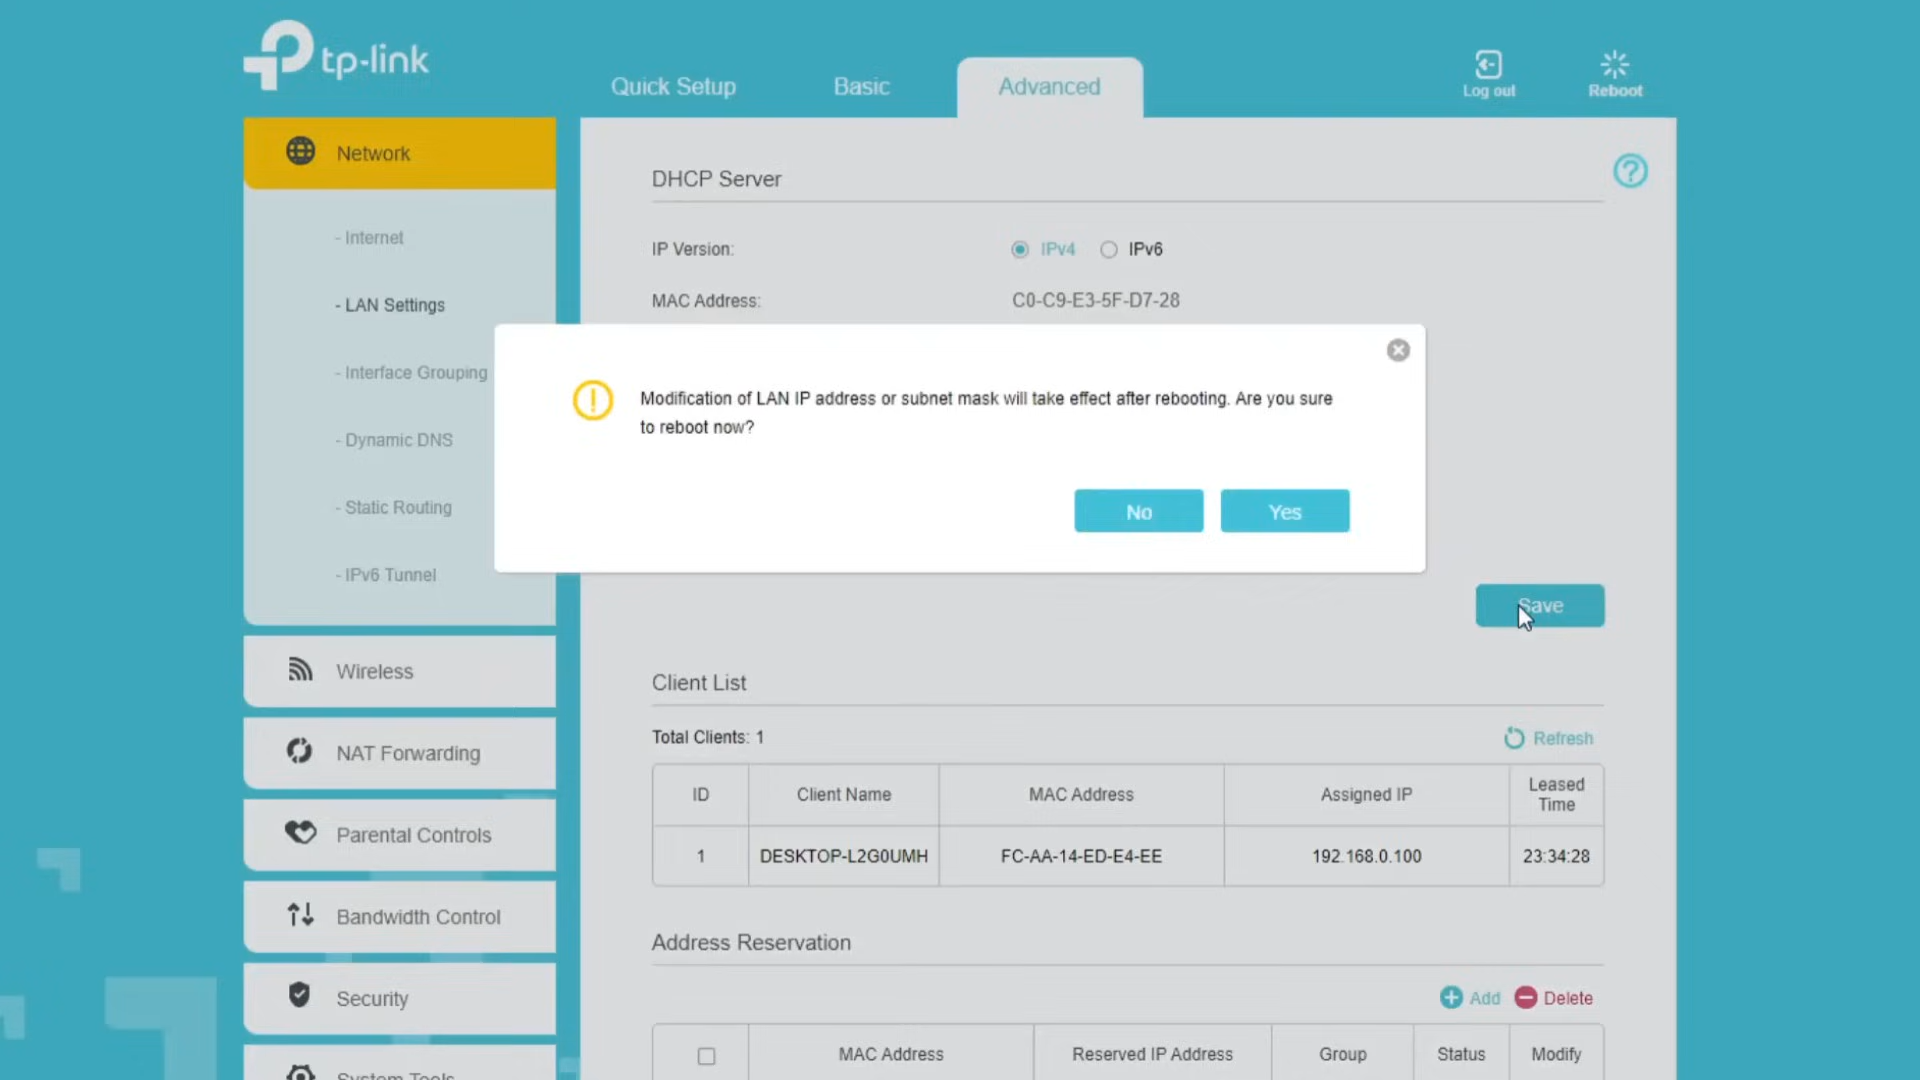 tp-link
Quick Setup
Basic
Advanced
Log out
Reboot
Network
- Internet
- LAN Settings
- Interface Grouping
- Dynamic DNS
- Static Routing
- IPv6 Tunnel
Wireless
NAT Forwarding
Parental Controls
Bandwidth Control
Security
System Tools
DHCP Server
?
IP Version:
IPv4
IPv6
MAC Address:
C0-C9-E3-5F-D7-28
Modification of LAN IP address or subnet mask will take effect after rebooting. Are you sure
to reboot now?
No
Yes
Save
Client List
Total Clients: 1
Refresh
ID
Client Name
MAC Address
Assigned IP
Leased
Time
1
DESKTOP-L2G0UMH
FC-AA-14-ED-E4-EE
192.168.0.100
23:34:28
Address Reservation
Add
Delete
MAC Address
Reserved IP Address
Group
Status
Modify